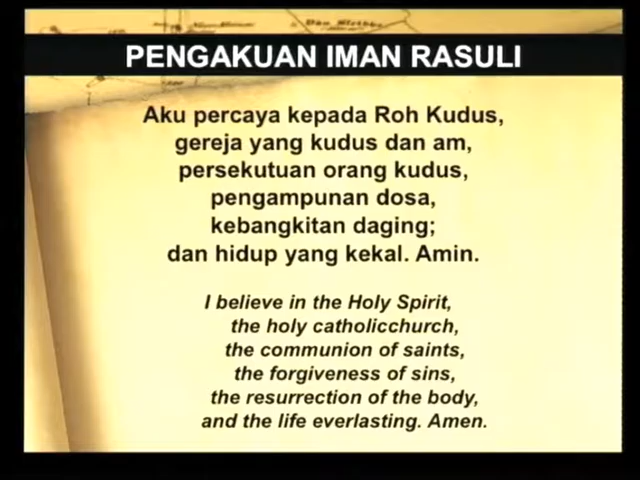 PENGAKUAN IMAN RASULI
Aku percaya kepada Roh Kudus,
gereja yang kudus dan am,
persekutuan orang kudus,
pengampunan dosa,
kebangkitan daging;
dan hidup yang kekal. Amin.
I believe in the Holy Spirit,
the holy catholicchurch,
the communion of saints,
the forgiveness of sins,
the resurrection of the body,
and the life everlasting. Amen.